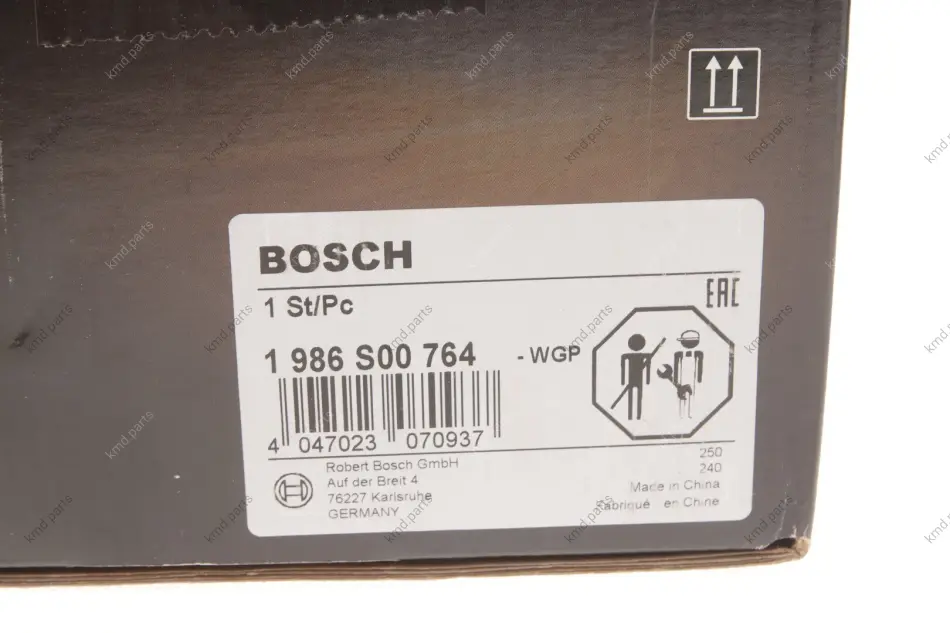 BOSCH
EAC
1 St/Pc
1 986 S00 764 - WGP
4 047023 070937
Robert Bosch GmbH
Auf der Breit 4
76227 Karlsruhe
GERMANY
250
240
Made in China
Fabriqué en Chine
kmd.parts